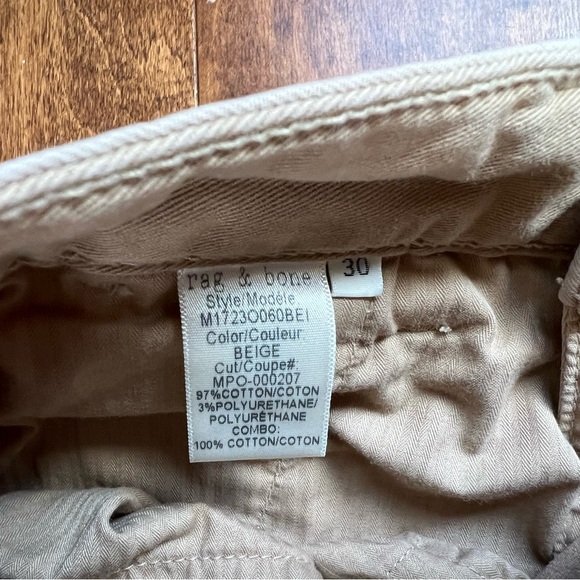 rag & bone
30
Style/Modèle
M1723O060BEI
Color/Couleur
BEIGE
Cut/Coupe#
MPO-000207
97% COTTON/COTON
3% POLYURETHANE/
POLYURÉTHANE
COMBO:
100% COTTON/COTON